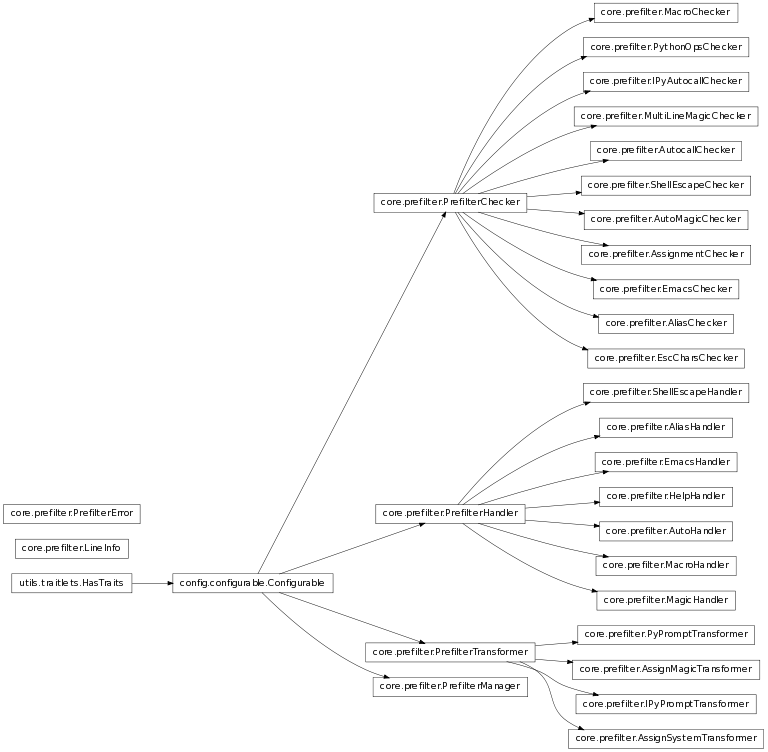 core.prefilter.MacroChecker
core.prefilter.PythonOpsChecker
core.prefilter.IPyAutocallChecker
core.prefilter.MultiLineMagicChecker
core.prefilter.AutocallChecker
core.prefilter.ShellEscapeChecker
core.prefilter.PrefilterChecker
core.prefilter.AutoMagicChecker
core.prefilter.AssignmentChecker
core.prefilter.EmacsChecker
core.prefilter.AliasChecker
core.prefilter.EscCharsChecker
core.prefilter.ShellEscapeHandler
core.prefilter.AliasHandler
core.prefilter.EmacsHandler
core.prefilter.HelpHandler
core.prefilter.PrefilterError
core.prefilter.PrefilterHandler
core.prefilter.AutoHandler
core.prefilter.LineInfo
core.prefilter.MacroHandler
utils.traitlets.HasTraits
config.configurable.Configurable
core.prefilter.MagicHandler
core.prefilter.PyPromptTransformer
core.prefilter.PrefilterTransformer
core.prefilter.AssignMagicTransformer
core.prefilter.PrefilterManager
core.prefilter.IPyPromptTransformer
core.prefilter.AssignSystemTransformer